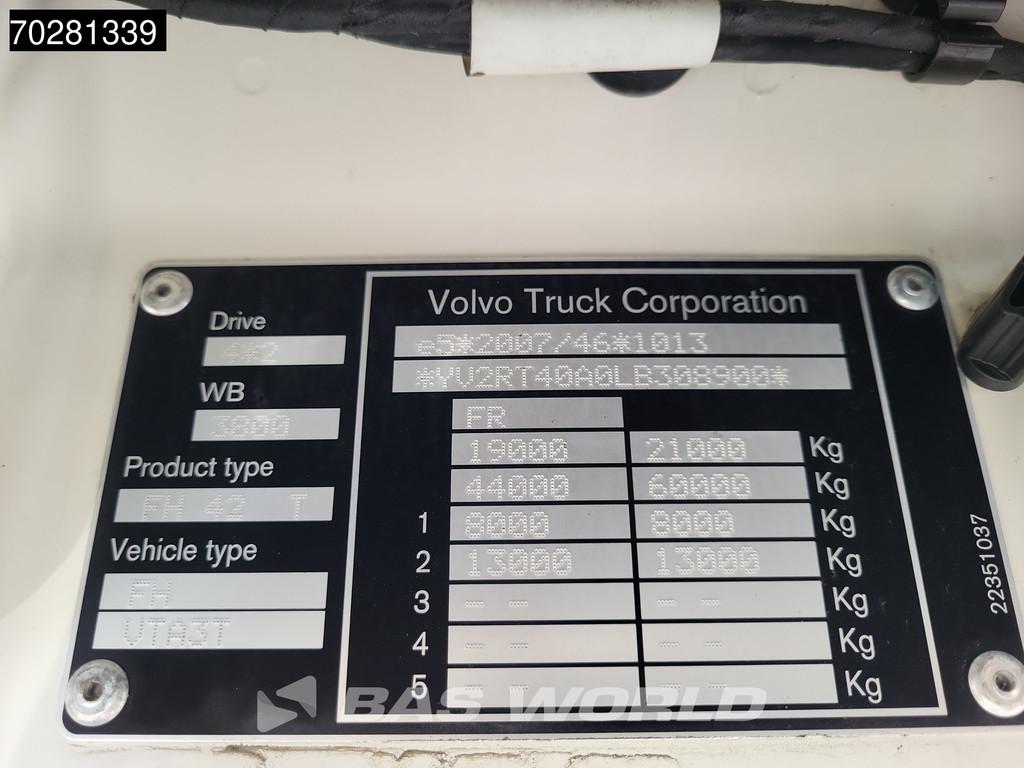 70281339
Volvo Truck Corporation
e5*2007/46*1013
*YV2RT40A0LB308900*
Drive
4*2
WB
3800
Product type
FH 42 T
Vehicle type
FH
VTA3T
FR
19000 21000 Kg
44000 60000 Kg
1 8000 8000 Kg
2 13000 13000 Kg
3 -- -- -- -- Kg
4 -- -- -- -- Kg
5 -- -- -- -- Kg
22351037
BAS WORLD